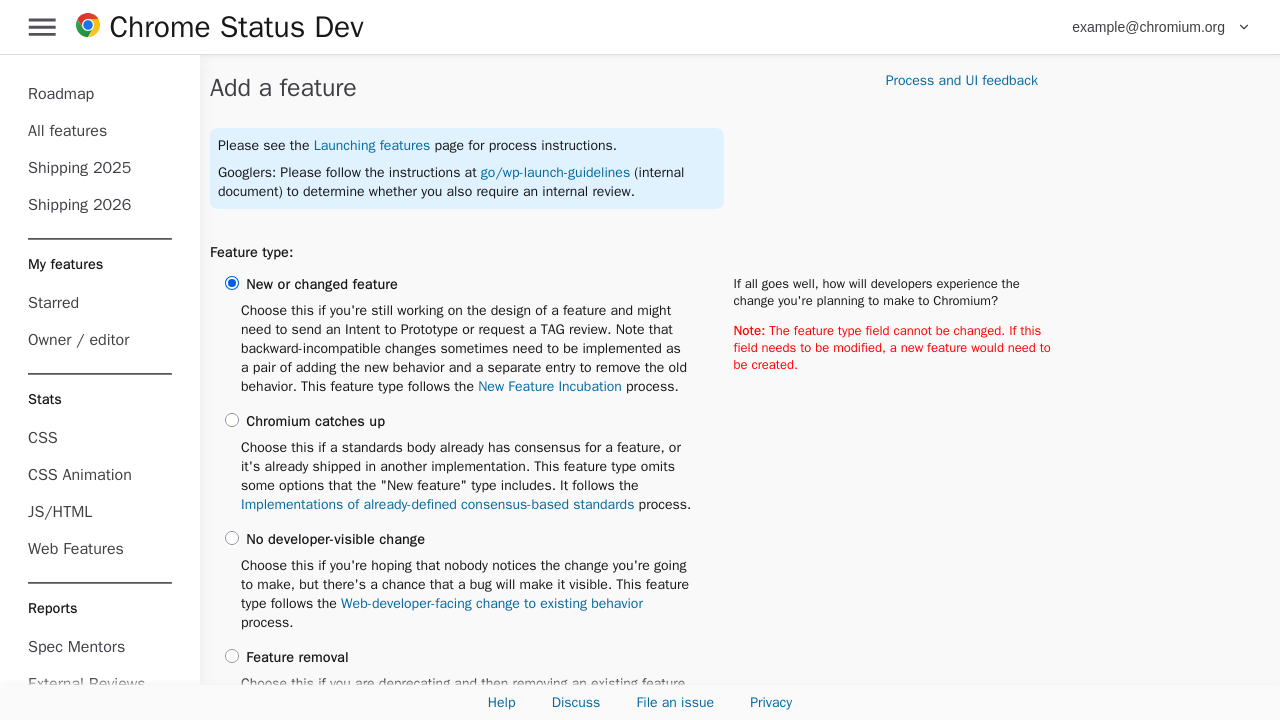 Chrome Status Dev
example@chromium.org
Roadmap
All features
Shipping 2025
Shipping 2026
My features
Starred
Owner / editor
Stats
CSS
CSS Animation
JS/HTML
Web Features
Reports
Spec Mentors
External Reviews
Add a feature
Process and UI feedback
Please see the Launching features page for process instructions.
Googlers: Please follow the instructions at go/wp-launch-guidelines (internal
document) to determine whether you also require an internal review.
Feature type:
New or changed feature
Choose this if you're still working on the design of a feature and might
need to send an Intent to Prototype or request a TAG review. Note that
backward-incompatible changes sometimes need to be implemented as
a pair of adding the new behavior and a separate entry to remove the old
behavior. This feature type follows the New Feature Incubation process.
Chromium catches up
Choose this if a standards body already has consensus for a feature, or
it's already shipped in another implementation. This feature type omits
some options that the "New feature" type includes. It follows the
Implementations of already-defined consensus-based standards process.
No developer-visible change
Choose this if you're hoping that nobody notices the change you're going
to make, but there's a chance that a bug will make it visible. This feature
type follows the Web-developer-facing change to existing behavior
process.
Feature removal
Choose this if you are deprecating and then removing an existing feature
If all goes well, how will developers experience the
change you're planning to make to Chromium?
Note: The feature type field cannot be changed. If this
field needs to be modified, a new feature would need to
be created.
Help
Discuss
File an issue
Privacy